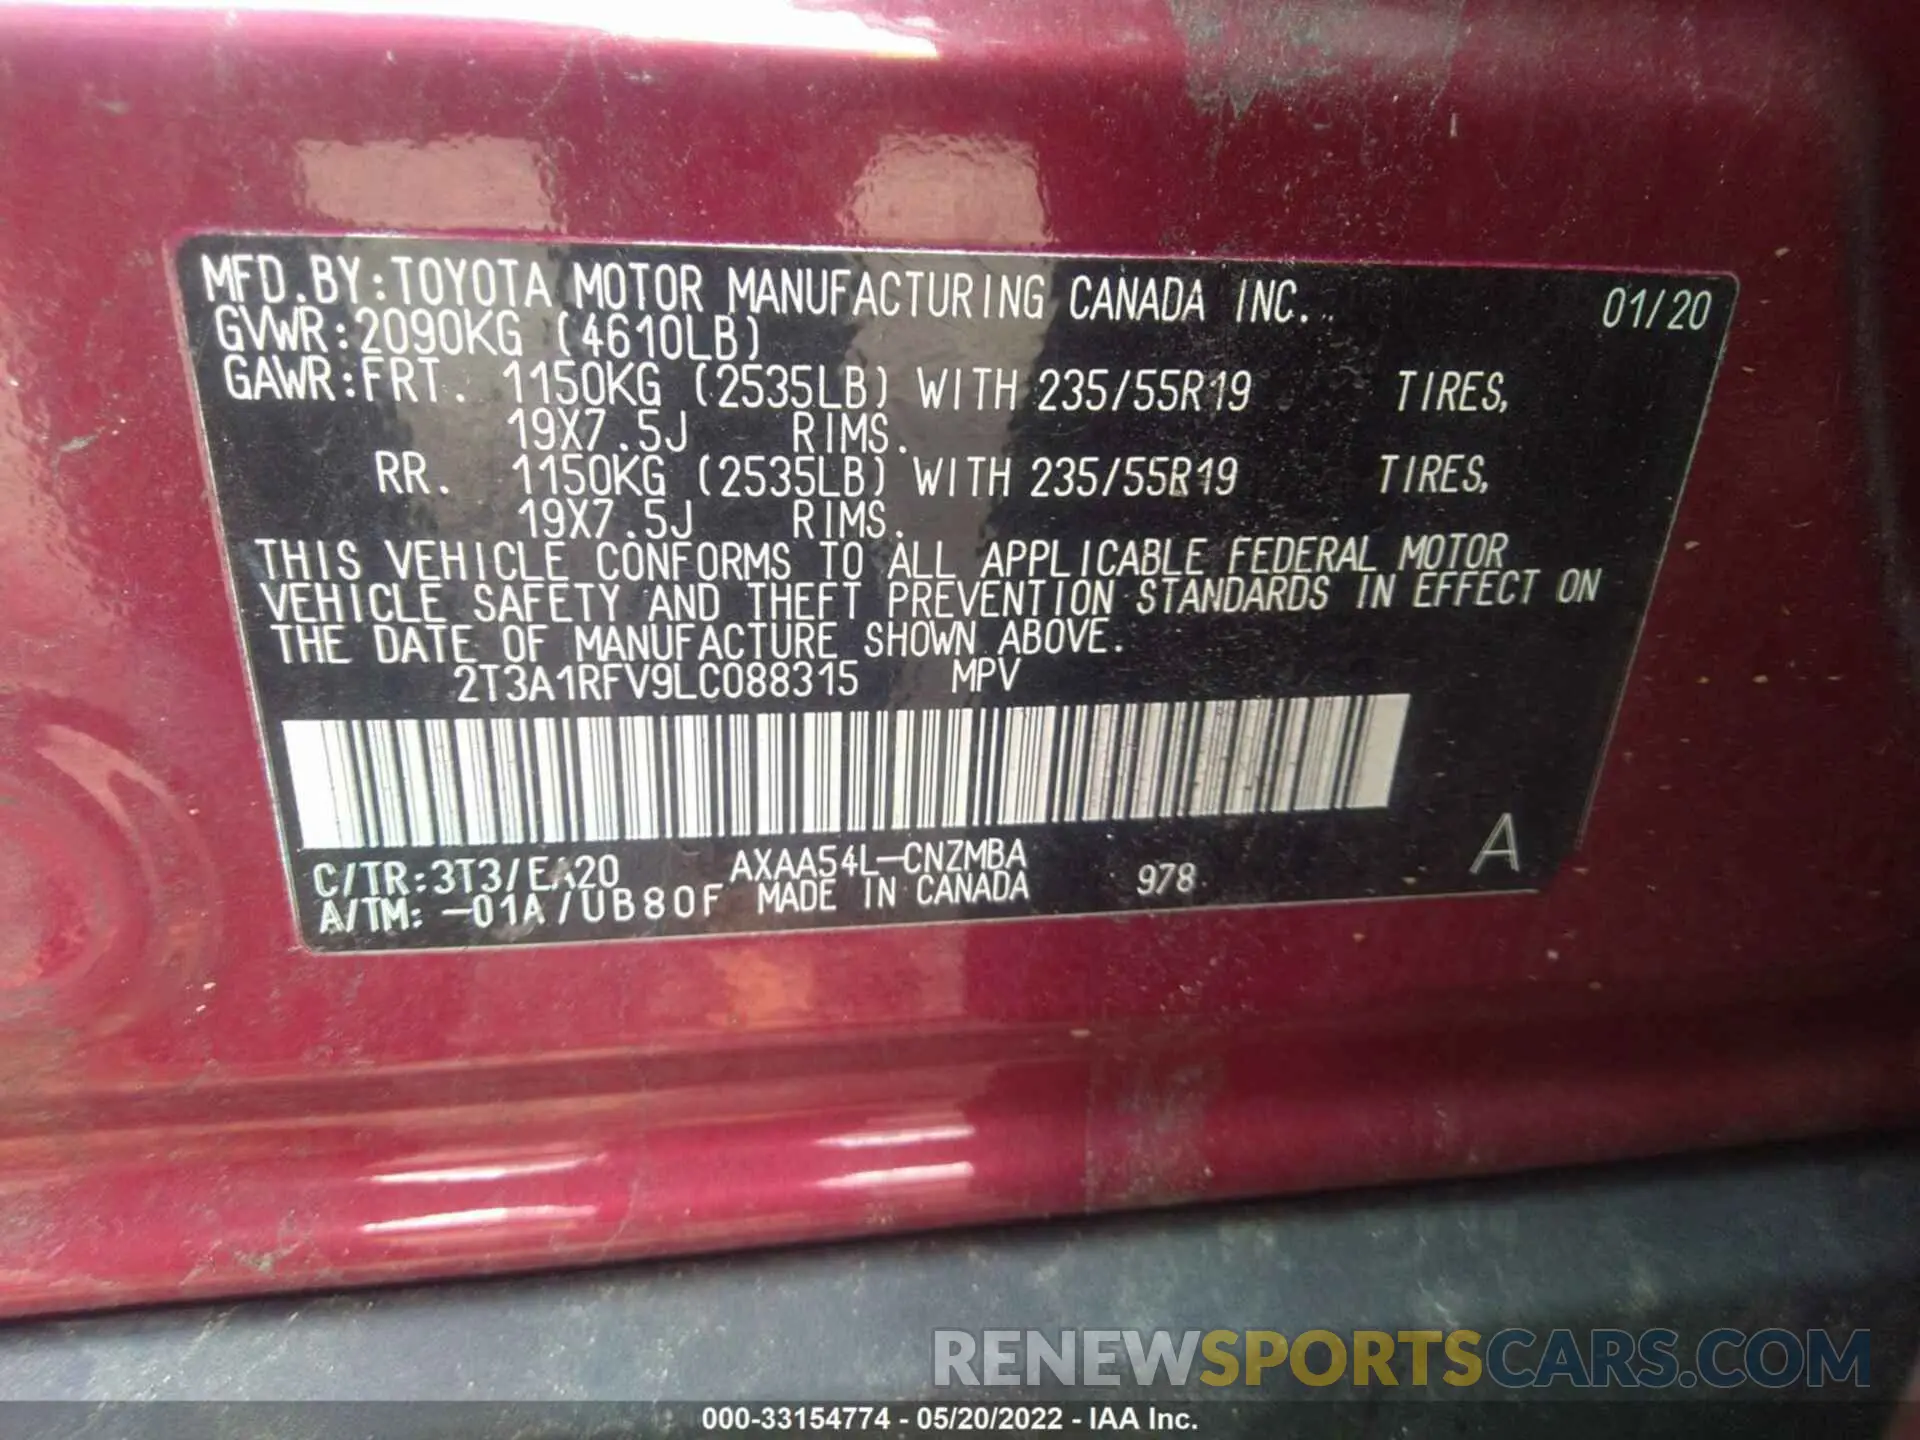 MFD.BY:TOYOTA MOTOR MANUFACTURING CANADA INC. 01/20
GVWR:2090KG (4610LB)
GAWR:FRT. 1150KG (2535LB) WITH 235/55R19 TIRES,
19X7.5J RIMS.
RR. 1150KG (2535LB) WITH 235/55R19 TIRES,
19X7.5J RIMS.
THIS VEHICLE CONFORMS TO ALL APPLICABLE FEDERAL MOTOR
VEHICLE SAFETY AND THEFT PREVENTION STANDARDS IN EFFECT ON
THE DATE OF MANUFACTURE SHOWN ABOVE.
2T3A1RFV9LC088315 MPV
C/TR:3T3/EA20 AXAA54L-CNZMBA 978 A
A/TM:-01A/UB80F MADE IN CANADA
RENEWSPORTSCARS.COM
000-33154774 - 05/20/2022 - IAA Inc.